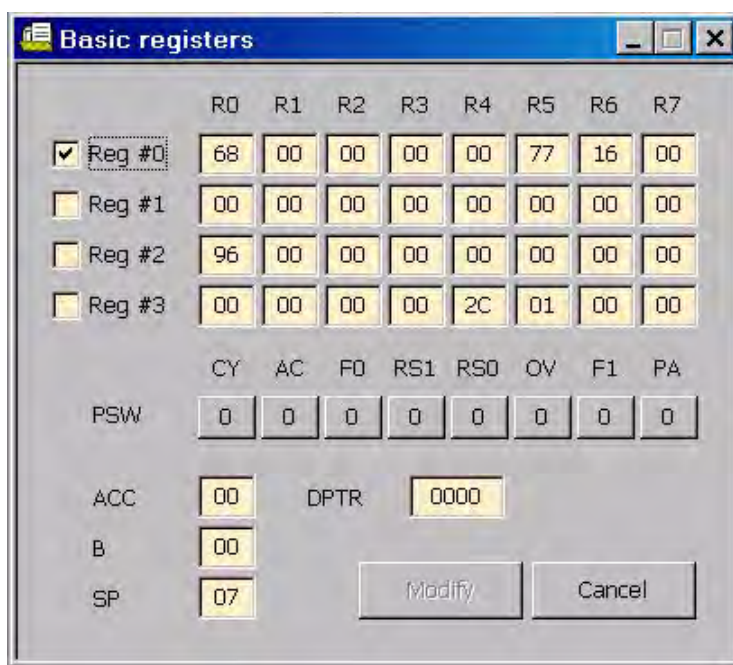 Basic registers
R0 R1 R2 R3 R4 R5 R6 R7
Reg #0 68 00 00 00 00 77 16 00
Reg #1 00 00 00 00 00 00 00 00
Reg #2 96 00 00 00 00 00 00 00
Reg #3 00 00 00 00 2C 01 00 00
CY AC F0 RS1 RS0 OV F1 PA
PSW 0 0 0 0 0 0 0 0
ACC 00 DPTR 0000
B 00
SP 07 Modify Cancel